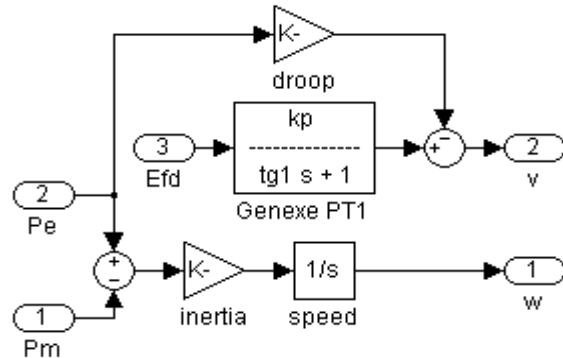 K-
droop
kp
tg1 s + 1
Genexe PT1
3
Efd
+
−
2
v
2
Pe
+
−
K-
inertia
1/s
speed
1
w
1
Pm